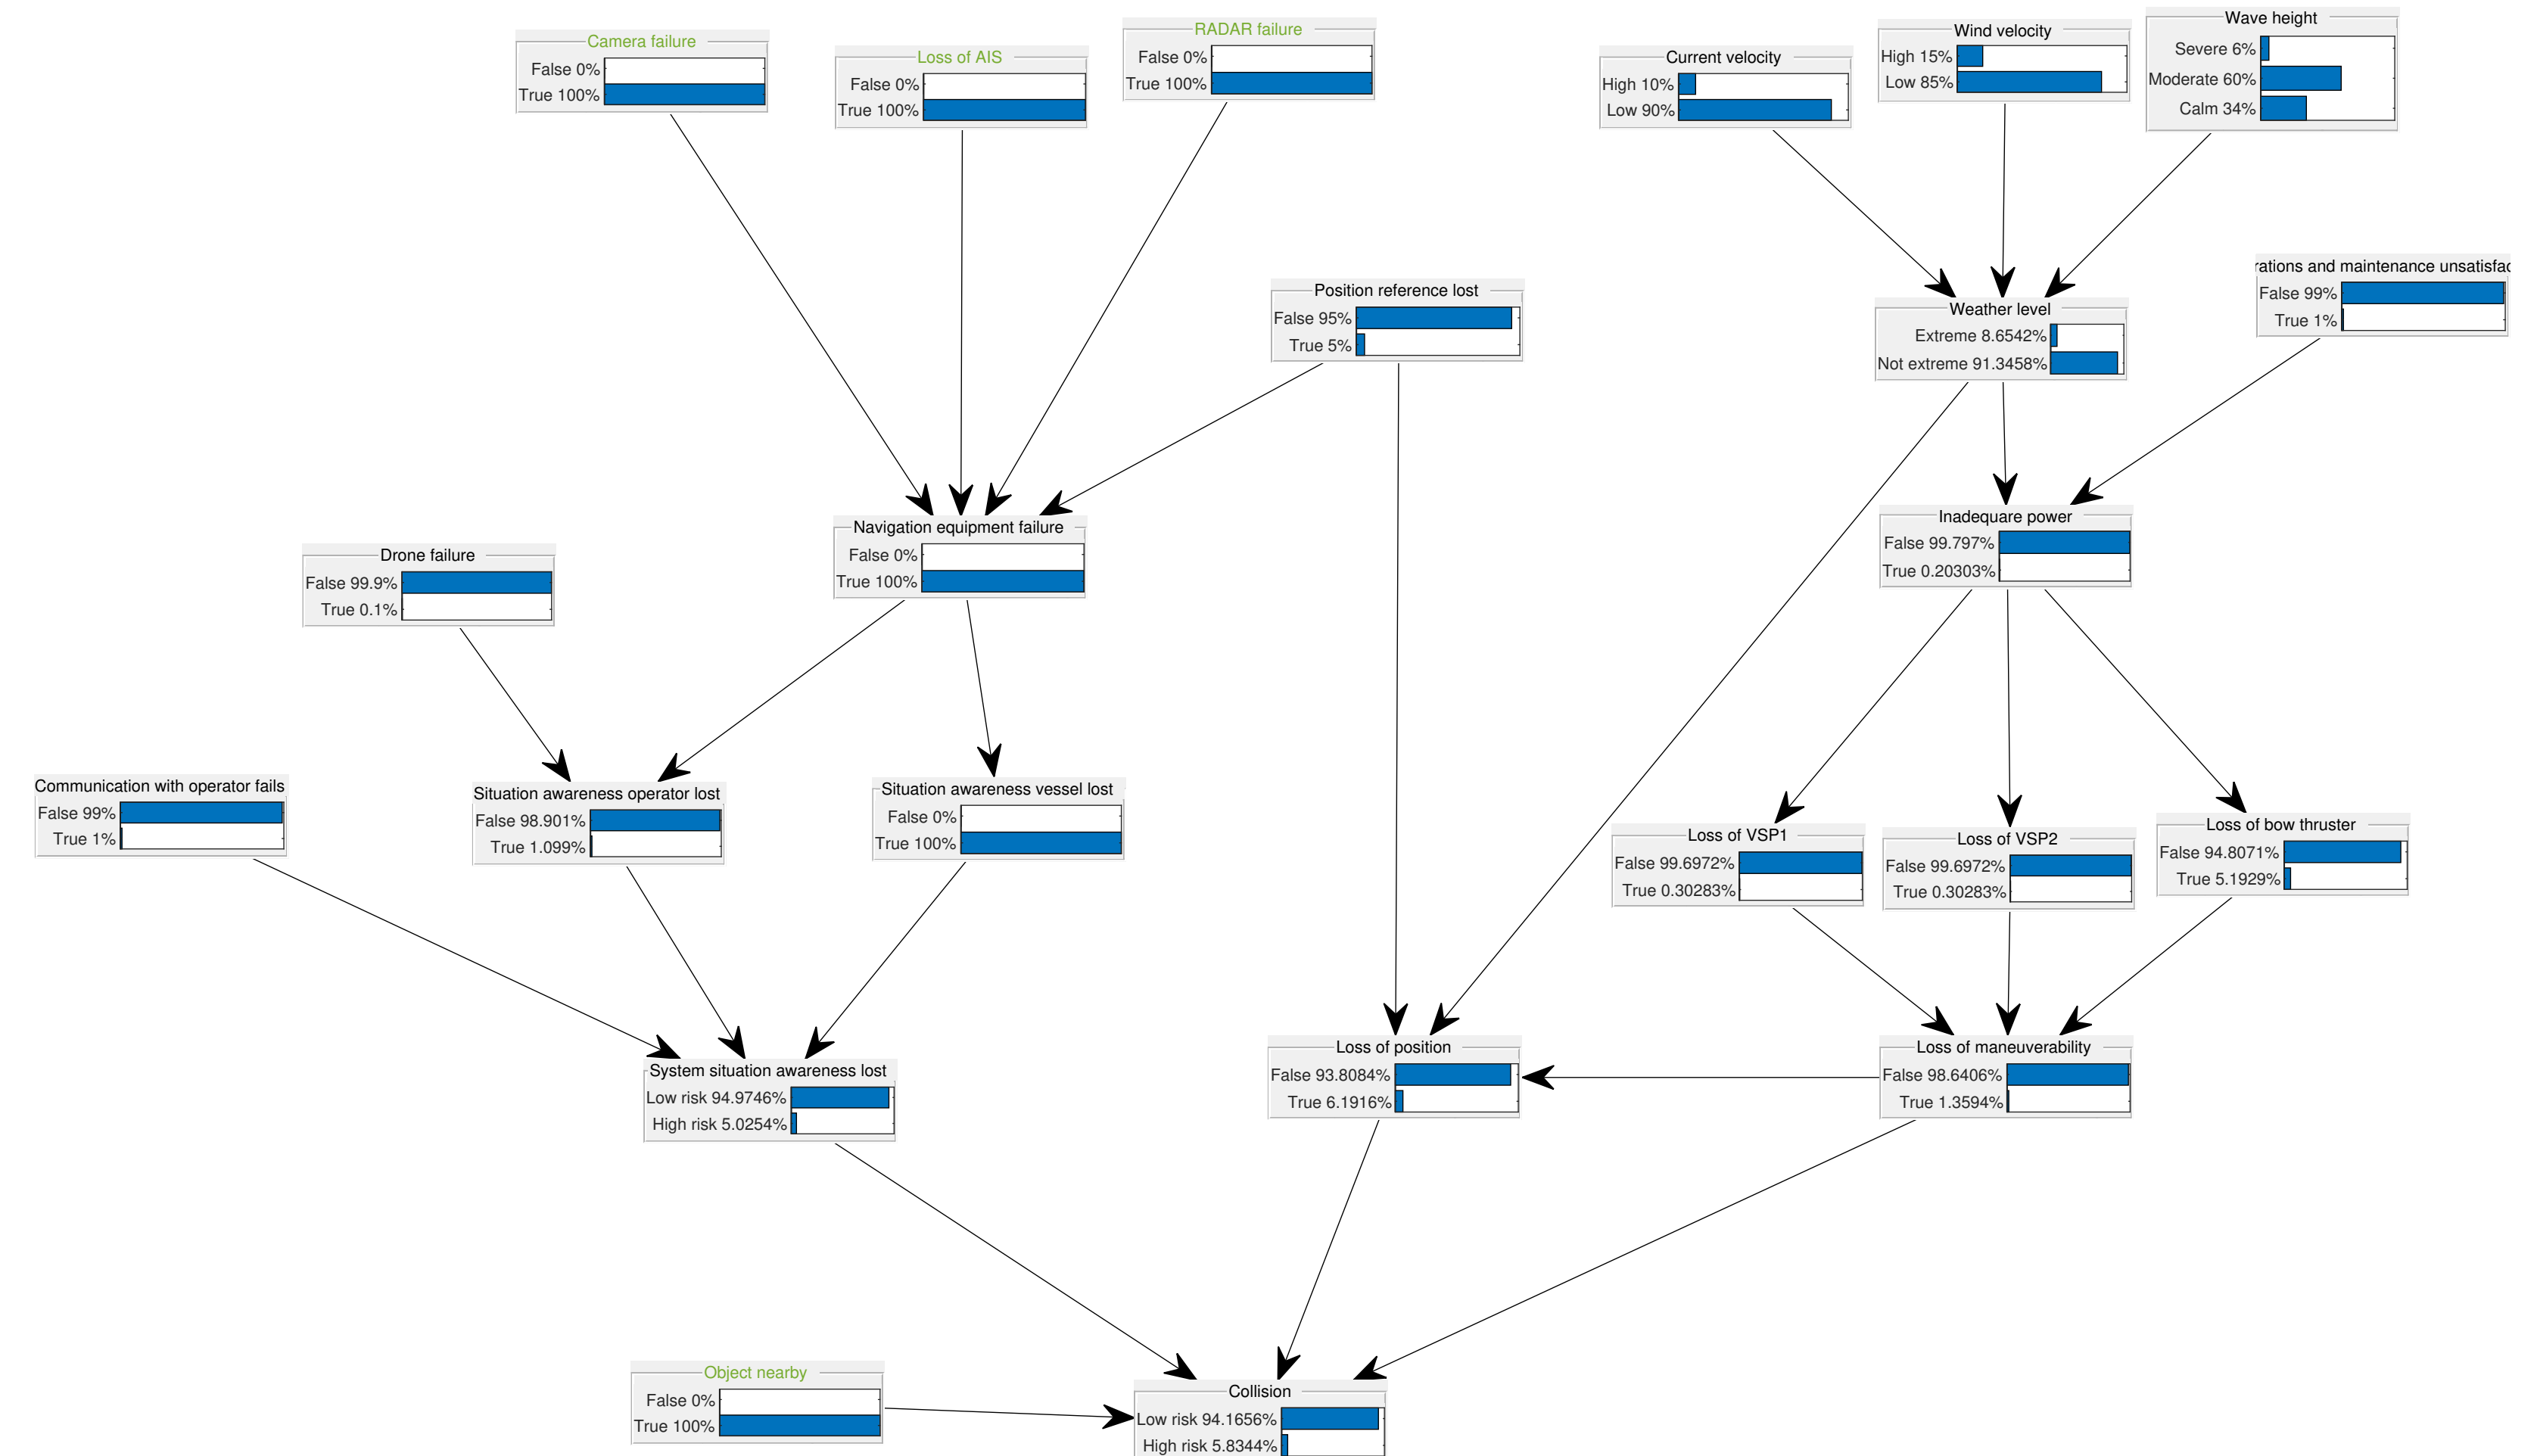 Camera failure
False 0%
True 100%
Loss of AIS
False 0%
True 100%
RADAR failure
False 0%
True 100%
Current velocity
High 10%
Low 90%
Wind velocity
High 15%
Low 85%
Wave height
Severe 6%
Moderate 60%
Calm 34%
Position reference lost
False 95%
True 5%
Weather level
Extreme 8.6542%
Not extreme 91.3458%
rations and maintenance unsatisfac
False 99%
True 1%
Navigation equipment failure
False 0%
True 100%
Inadequare power
False 99.797%
True 0.20303%
Drone failure
False 99.9%
True 0.1%
Communication with operator fails
False 99%
True 1%
Situation awareness operator lost
False 98.901%
True 1.099%
Situation awareness vessel lost
False 0%
True 100%
Loss of VSP1
False 99.6972%
True 0.30283%
Loss of VSP2
False 99.6972%
True 0.30283%
Loss of bow thruster
False 94.8071%
True 5.1929%
System situation awareness lost
Low risk 94.9746%
High risk 5.0254%
Loss of position
False 93.8084%
True 6.1916%
Loss of maneuverability
False 98.6406%
True 1.3594%
Object nearby
False 0%
True 100%
Collision
Low risk 94.1656%
High risk 5.8344%